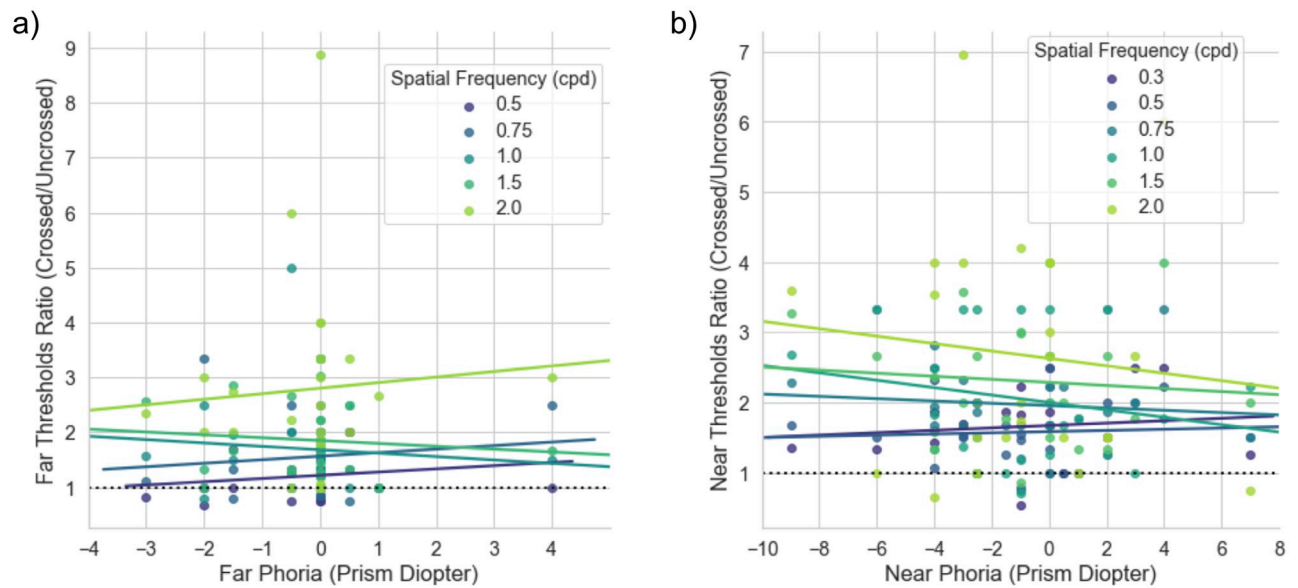 a)
Far Thresholds Ratio (Crossed/Uncrossed)
9
8
7
6
5
4
3
2
1
Spatial Frequency (cpd)
0.5
0.75
1.0
1.5
2.0
−4 −3 −2 −1 0 1 2 3 4
Far Phoria (Prism Diopter)
b)
Near Thresholds Ratio (Crossed/Uncrossed)
7
6
5
4
3
2
1
Spatial Frequency (cpd)
0.3
0.5
0.75
1.0
1.5
2.0
−10 −8 −6 −4 −2 0 2 4 6 8
Near Phoria (Prism Diopter)